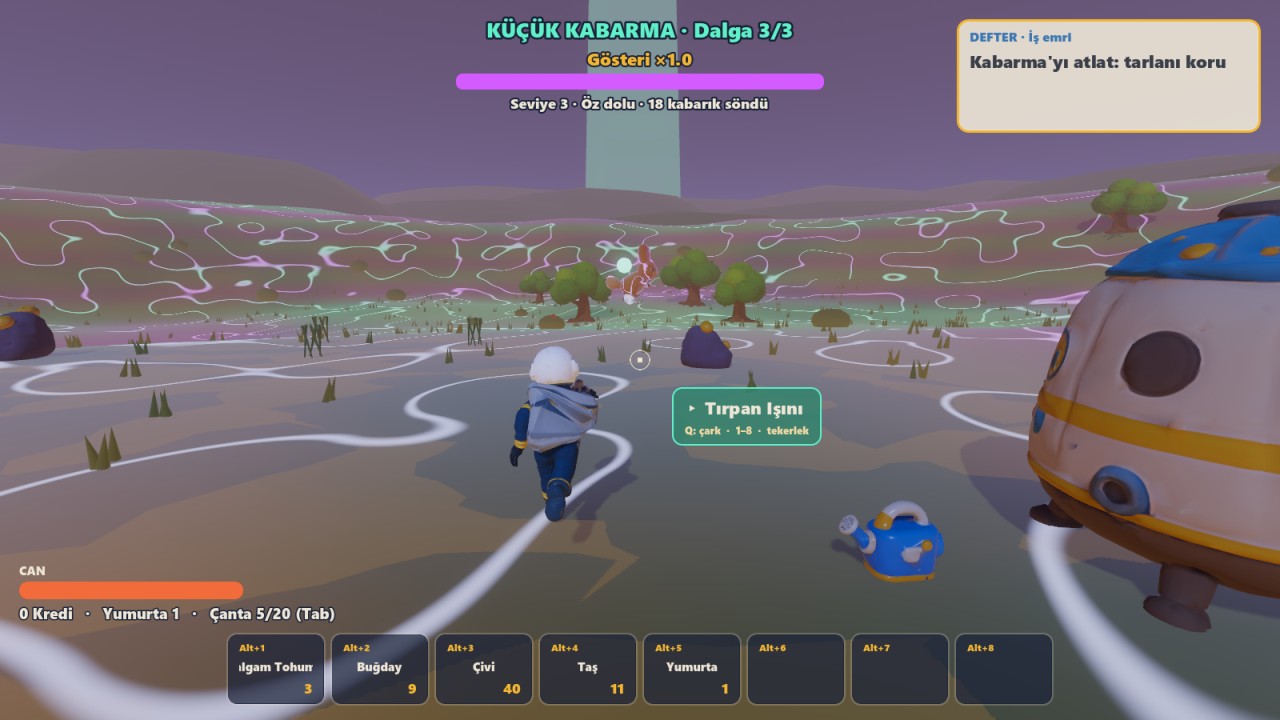 KÜÇÜK KABARMA · Dalga 3/3
Gösteri ×1.0
Seviye 3 · Öz dolu · 18 kabarık söndü
DEFTER · İş emri
Kabarma'yı atlat: tarlanı koru
▸ Tırpan Işını
Q: çark · 1–8 · tekerlek
CAN
0 Kredi · Yumurta 1 · Çanta 5/20 (Tab)
Alt+1 Alt+2 Alt+3 Alt+4 Alt+5 Alt+6 Alt+7 Alt+8
lgam Tohum Buğday Çivi Taş Yumurta
3 9 40 11 1